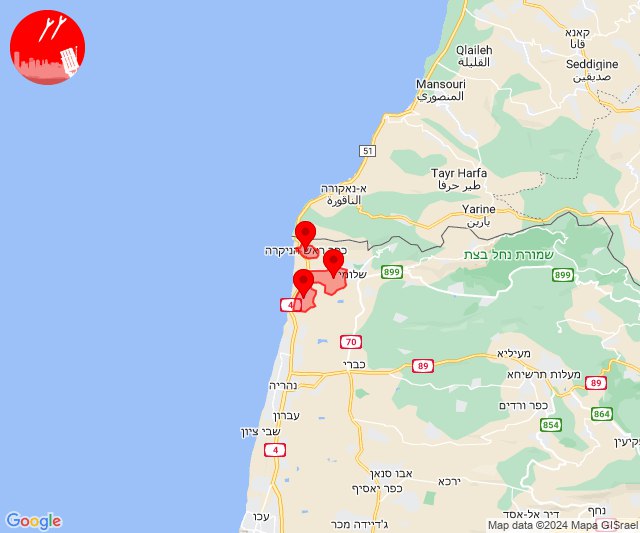 קאנא
قانا
Qlaileh
القليلة
Seddiqine
صديقين
Mansouri
المنصوري
51
Tayr Harfa
طير حرفا
א-נאקורה
الناقورة
Yarine
يارين
כפר ראש הניקרה
שמורת נחל בצת
שלומי
899
899
4
70
כברי
89
מעיליא
מעלות תרשיחא
89
נהריה
כפר ורדים
864
עברון
854
שבי ציון
פקיעין
4
אבו סנאן
ירכא
כפר יאסיף
נחף
דיר אל-אסד
עכו
ג'דיידה מכר
Google
Map data ©2024 Mapa GISrael